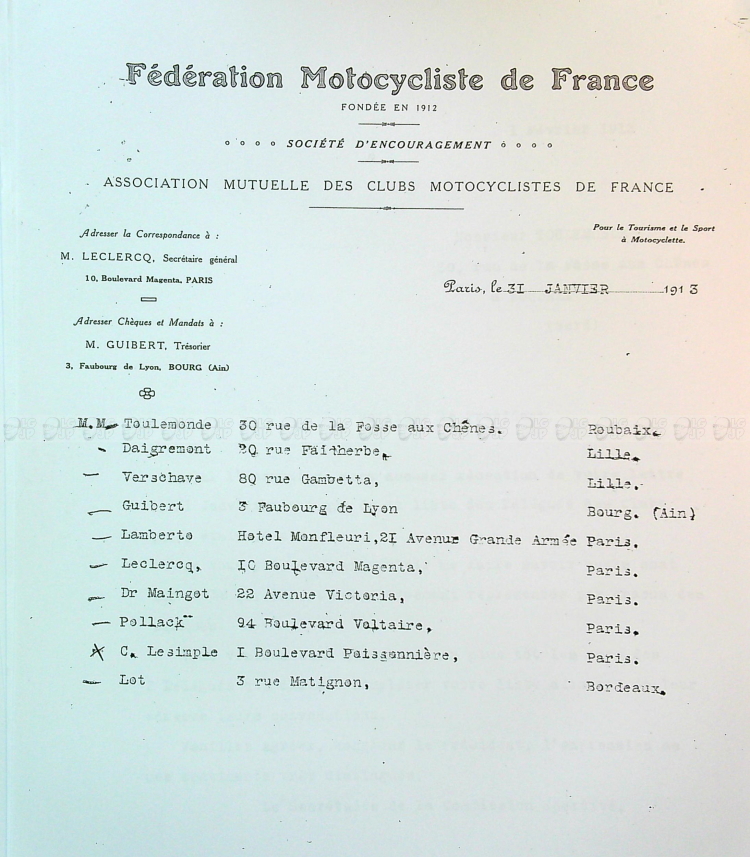 Fédération Motocycliste de France
FONDÉE EN 1912
SOCIÉTÉ D'ENCOURAGEMENT
ASSOCIATION MUTUELLE DES CLUBS MOTOCYCLISTES DE FRANCE
Adresser la Correspondance à :
M. LECLERCQ, Secrétaire général
10, Boulevard Magenta, PARIS
Pour le Tourisme et le Sport
à Motocyclette.
Paris, le 3I JANVIER 1913
Adresser Chèques et Mandats à :
M. GUIBERT, Trésorier
3, Faubourg de Lyon, BOURG (Ain)
M.M. Toulemonde 30 rue de la Fosse aux Chênes. Roubaix.
Daigremont 20 rue Faidherbe, Lille.
Verschave 80 rue Gambetta, Lille.
Guibert 3 Faubourg de Lyon Bourg. (Ain)
Lamberto Hotel Monfleuri,2I Avenue Grande Armée Paris.
Leclercq, IO Boulevard Magenta, Paris.
Dr Maingot 22 Avenue Victoria, Paris.
Pollack 94 Boulevard Voltaire, Paris.
C. Lesimple I Boulevard Poissonnière, Paris.
Lot 3 rue Matignon, Bordeaux.